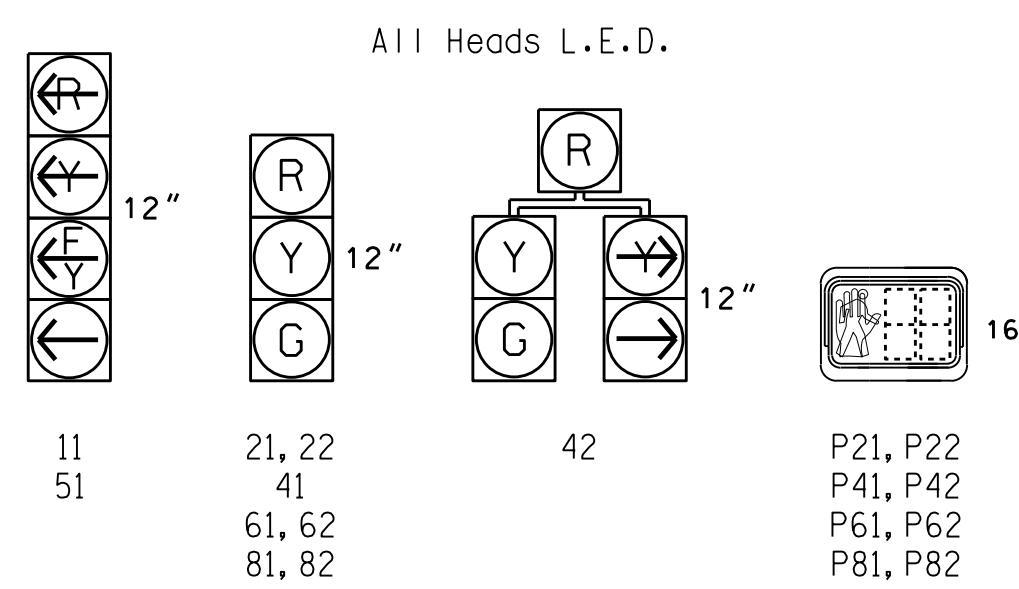 All Heads L.E.D.
R
Y
F
Y
12"
R
Y
G
12"
R
Y
Y
G
12"
16
11
51
21, 22
41
61, 62
81, 82
42
P21, P22
P41, P42
P61, P62
P81, P82